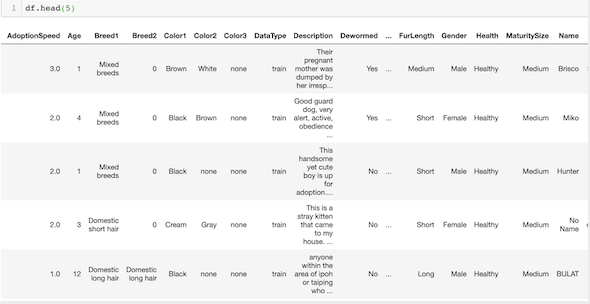 1 df.head(5)
AdoptionSpeed Age Breed1 Breed2 Color1 Color2 Color3 DataType Description Dewormed ... FurLength Gender Health MaturitySize Name
3.0 1 Mixed breeds 0 Brown White none train Their pregnant mother was dumped by her irresp... Yes ... Medium Male Healthy Medium Brisco
2.0 4 Mixed breeds 0 Black Brown none train Good guard dog, very alert, active, obedience ... Yes ... Short Female Healthy Medium Miko
2.0 1 Mixed breeds 0 Black none none train This handsome yet cute boy is up for adoption.... No ... Short Male Healthy Medium Hunter
2.0 3 Domestic short hair 0 Cream Gray none train This is a stray kitten that came to my house. ... No ... Short Female Healthy Medium No Name
1.0 12 Domestic long hair Domestic long hair Black none none train anyone within the area of ipoh or taiping who ... No ... Long Male Healthy Medium BULAT